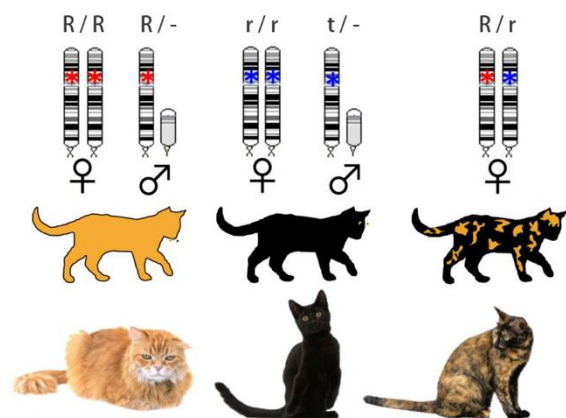 R / R R / - r / r t / - R / r
♀ ♂ ♀ ♂ ♀